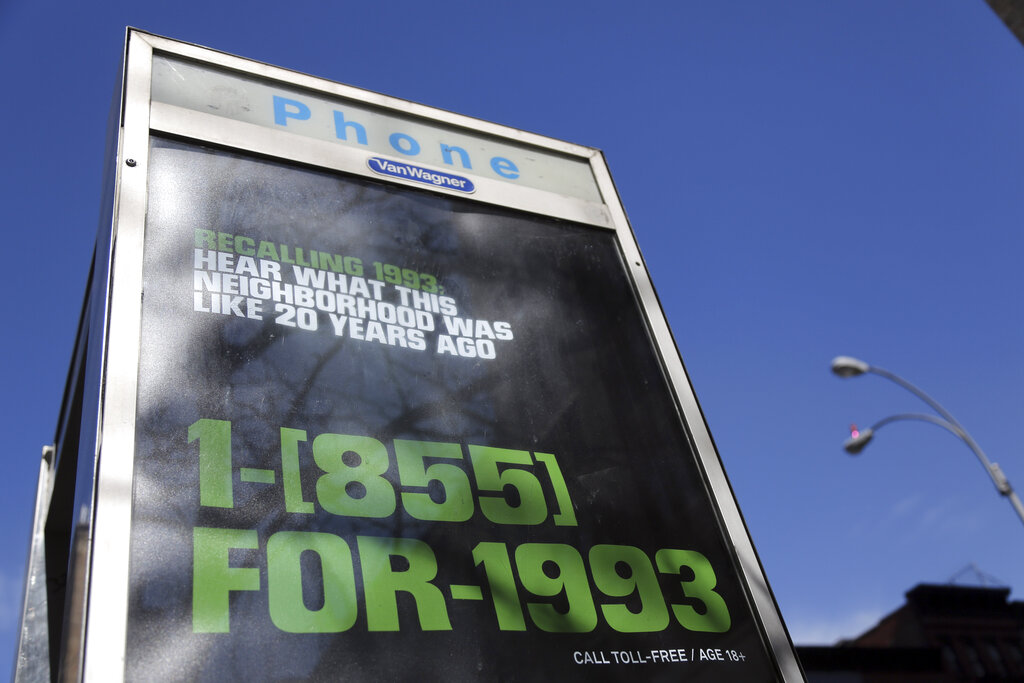 Phone
VanWagner
RECALLING 1993:
HEAR WHAT THIS
NEIGHBORHOOD WAS
LIKE 20 YEARS AGO
1-[855]
FOR-1993
CALL TOLL-FREE / AGE 18+